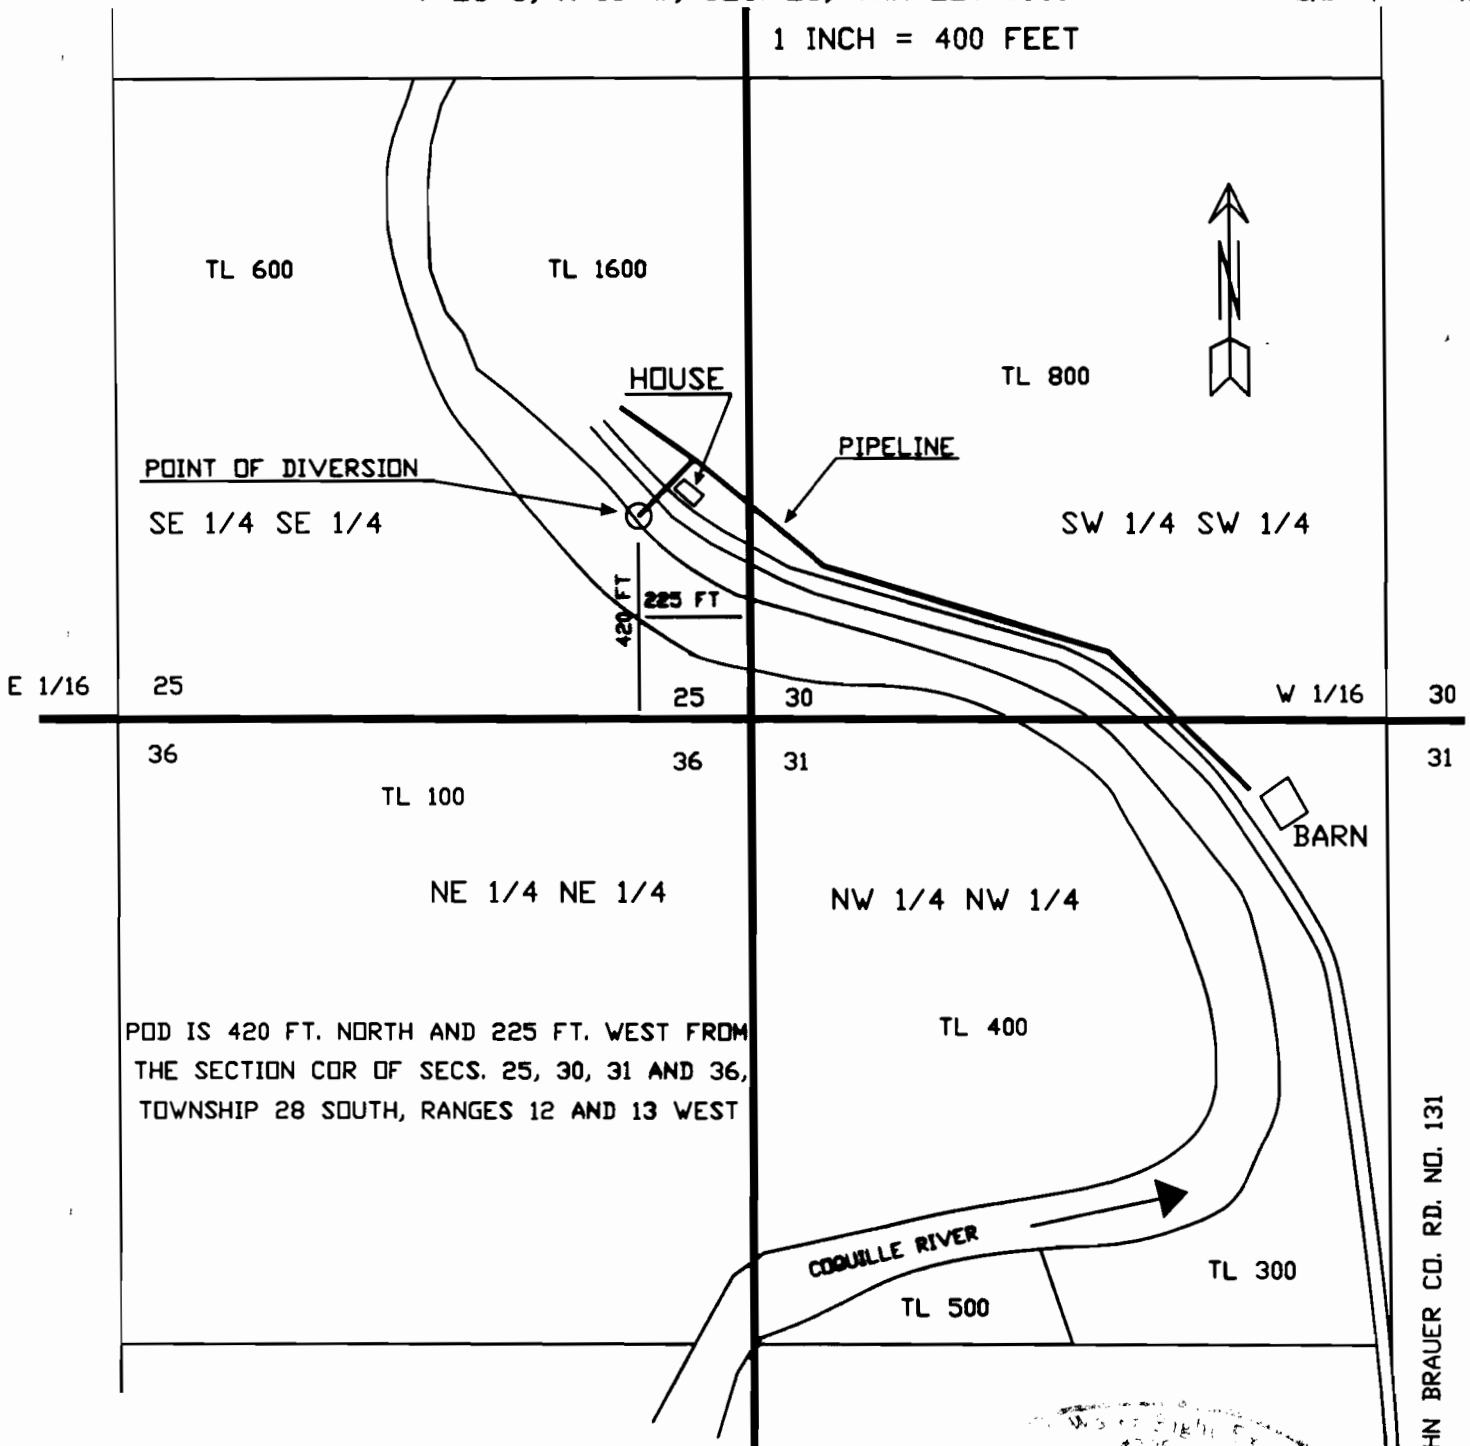 1 INCH = 400 FEET
N
TL 600
TL 1600
TL 800
HOUSE
PIPELINE
POINT OF DIVERSION
SE 1/4 SE 1/4
SW 1/4 SW 1/4
420 FT
225 FT
E 1/16
25
25
30
W 1/16
30
36
36
31
31
TL 100
BARN
NE 1/4 NE 1/4
NW 1/4 NW 1/4
TL 400
POD IS 420 FT. NORTH AND 225 FT. WEST FROM
THE SECTION COR OF SECS. 25, 30, 31 AND 36,
TOWNSHIP 28 SOUTH, RANGES 12 AND 13 WEST
COQUILLE RIVER
TL 300
TL 500
BRAUER CO. RD. NO. 131